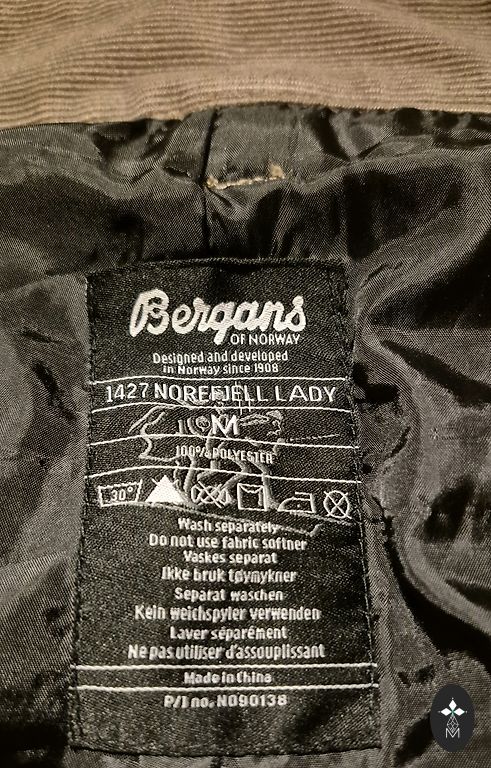 Bergans
OF NORWAY
Designed and developed
in Norway since 1908
1427 NOREFJELL LADY
M
100% POLYESTER
30°
Wash separately
Do not use fabric softner
Vaskes separat
Ikke bruk tøymykner
Separat waschen
Kein weichspyler verwenden
Laver séparément
Ne pas utiliser d'assouplissant
Made in China
P/I no. N090138
M